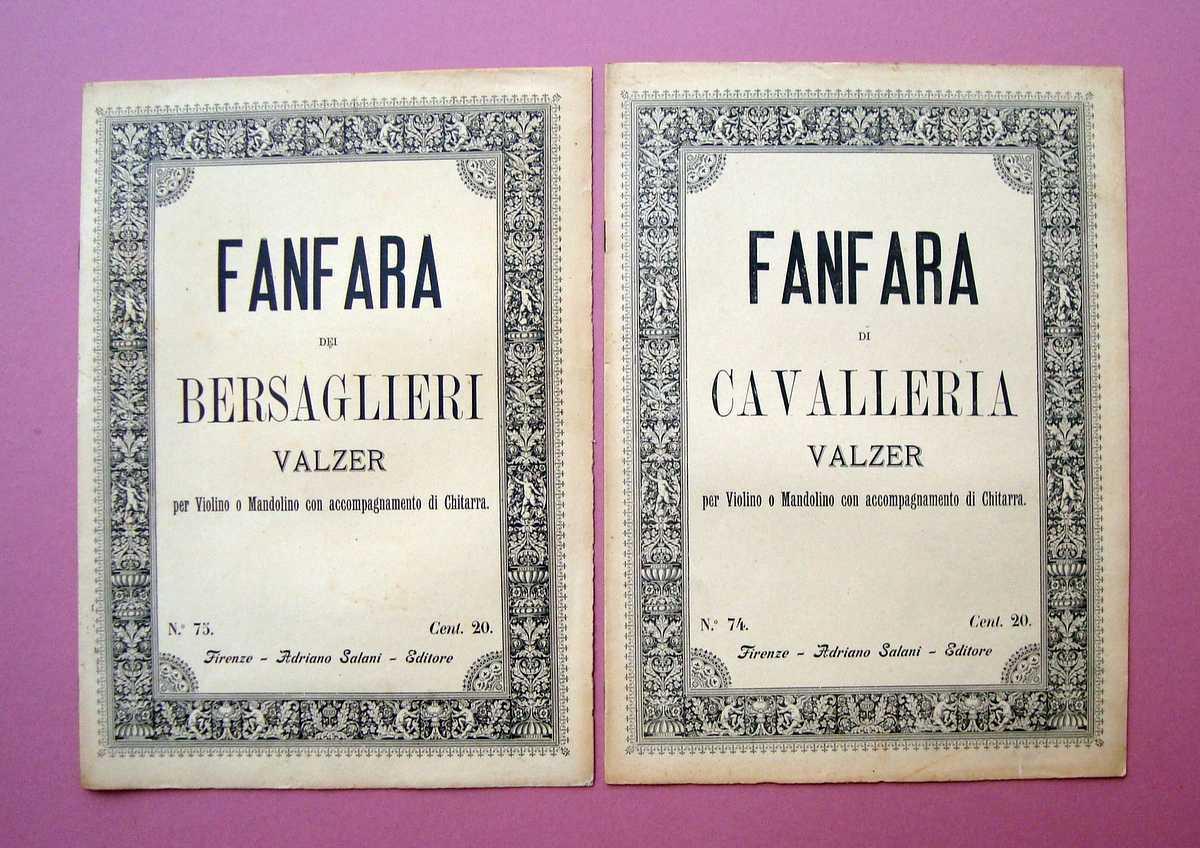 FANFARA
DEI
BERSAGLIERI
VALZER
per Violino o Mandolino con accompagnamento di Chitarra.
N.º 75.
Cent. 20.
Firenze - Adriano Salani - Editore
FANFARA
DI
CAVALLERIA
VALZER
per Violino o Mandolino con accompagnamento di Chitarra.
N.º 74.
Cent. 20.
Firenze - Adriano Salani - Editore